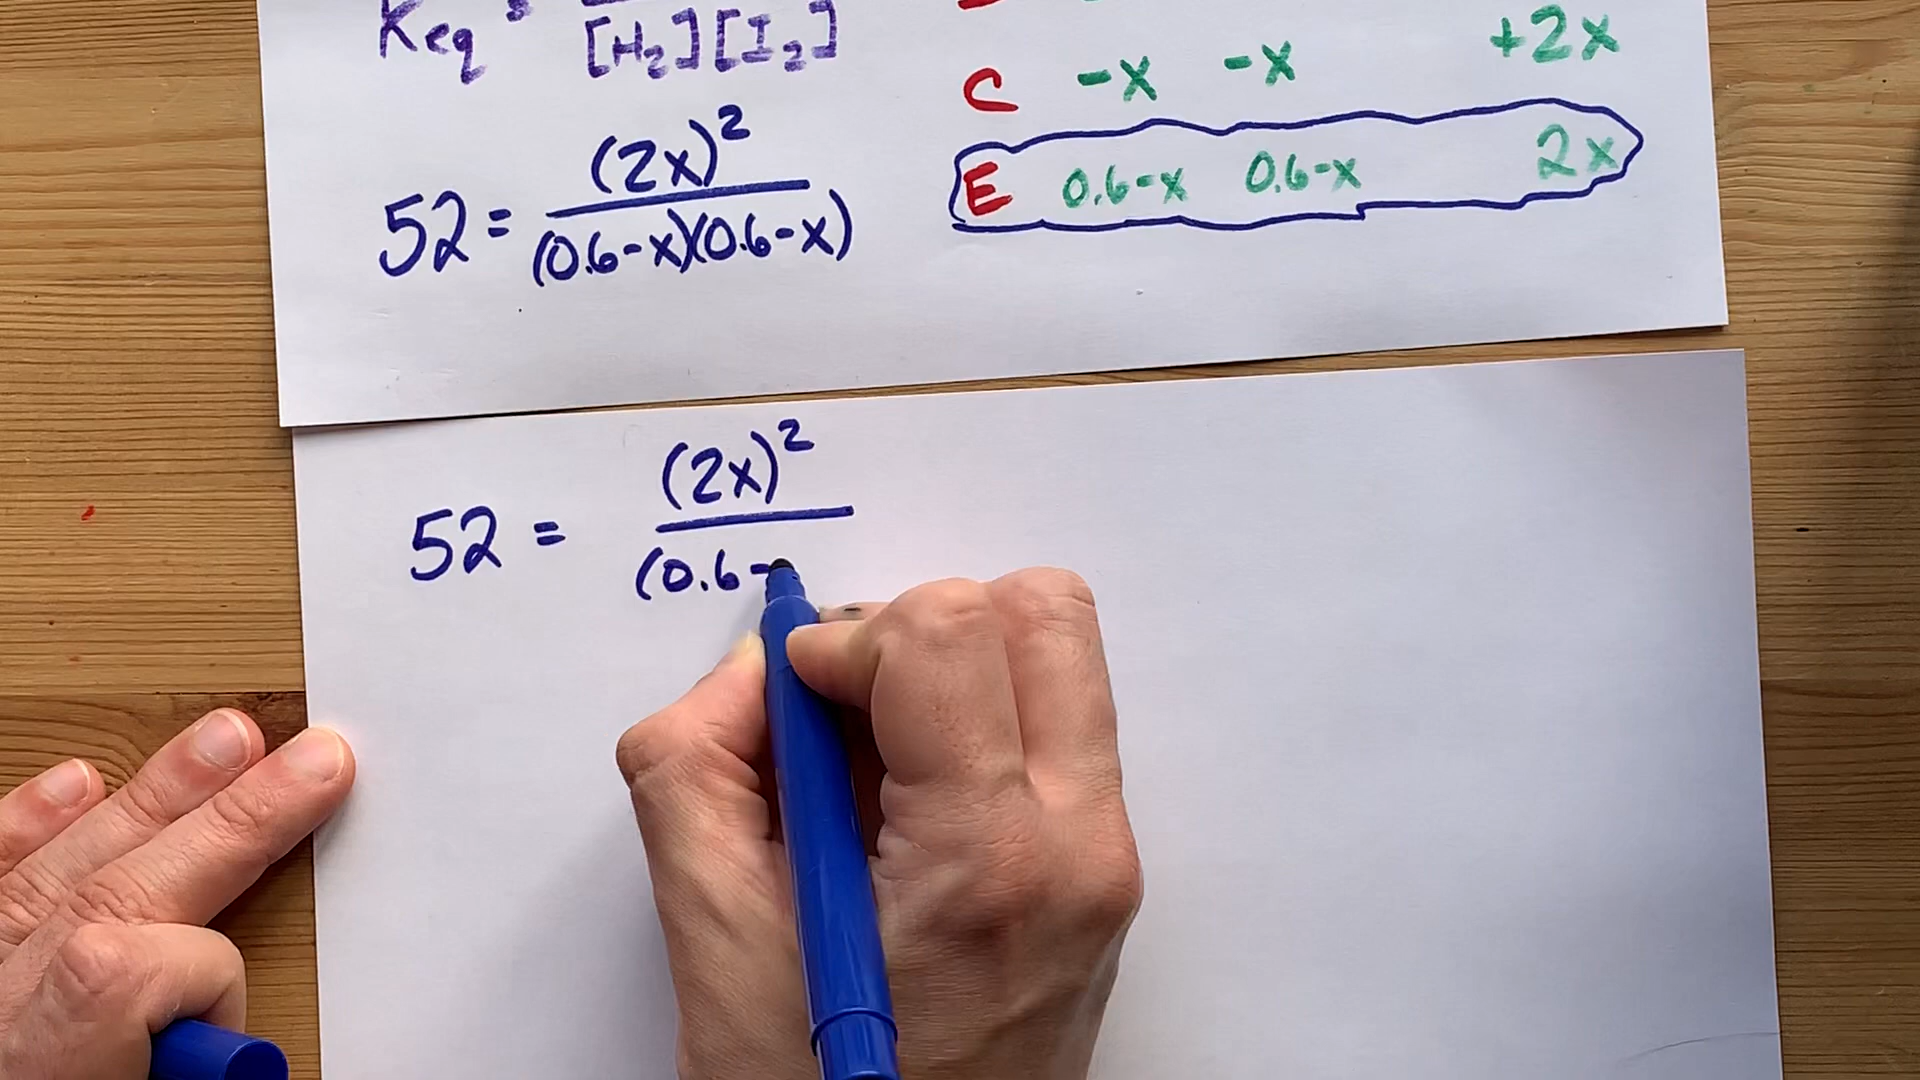 Keq = [H₂][I₂]
C -x -x +2x
E 0.6-x 0.6-x 2x
52 = (2x)²
(0.6-x)(0.6-x)
52 = (2x)²
(0.6-